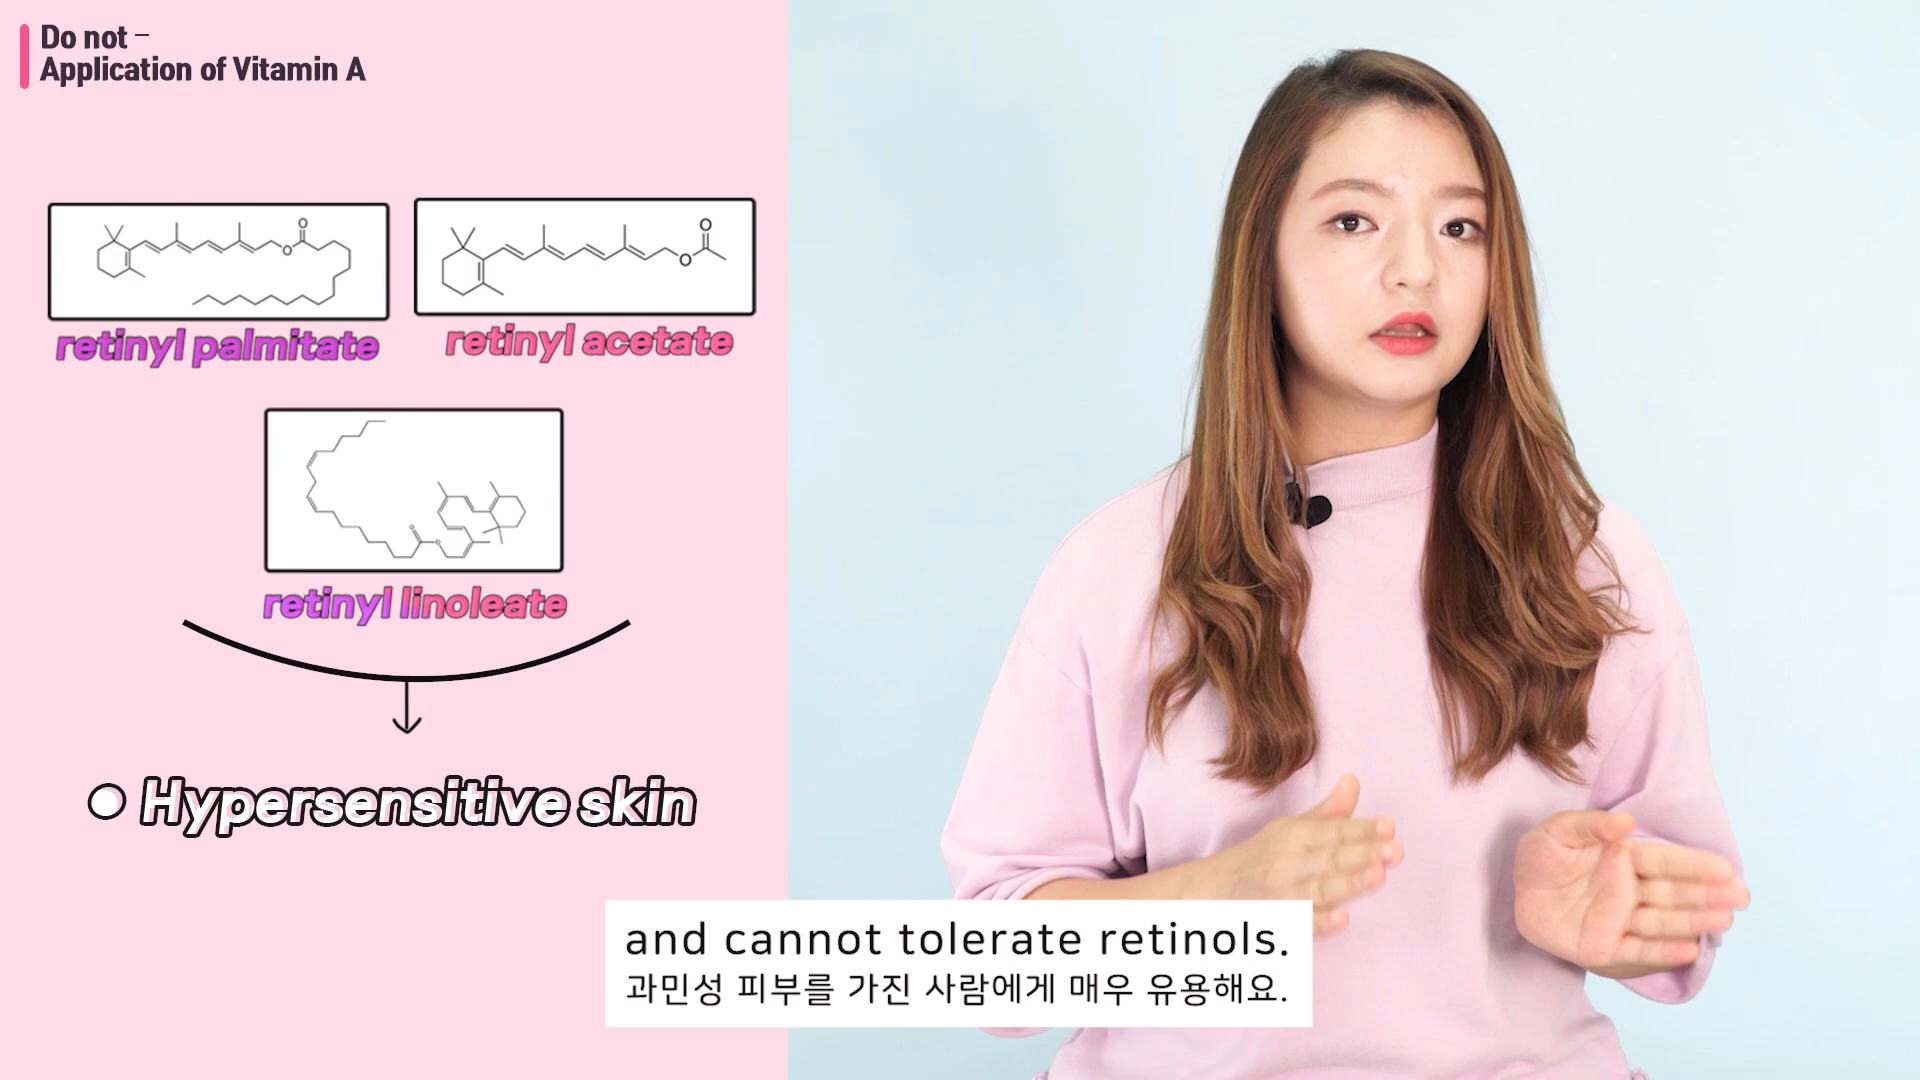 Do not –
Application of Vitamin A
retinyl palmitate
retinyl acetate
retinyl linoleate
• Hypersensitive skin
and cannot tolerate retinols.
과민성 피부를 가진 사람에게 매우 유용해요.